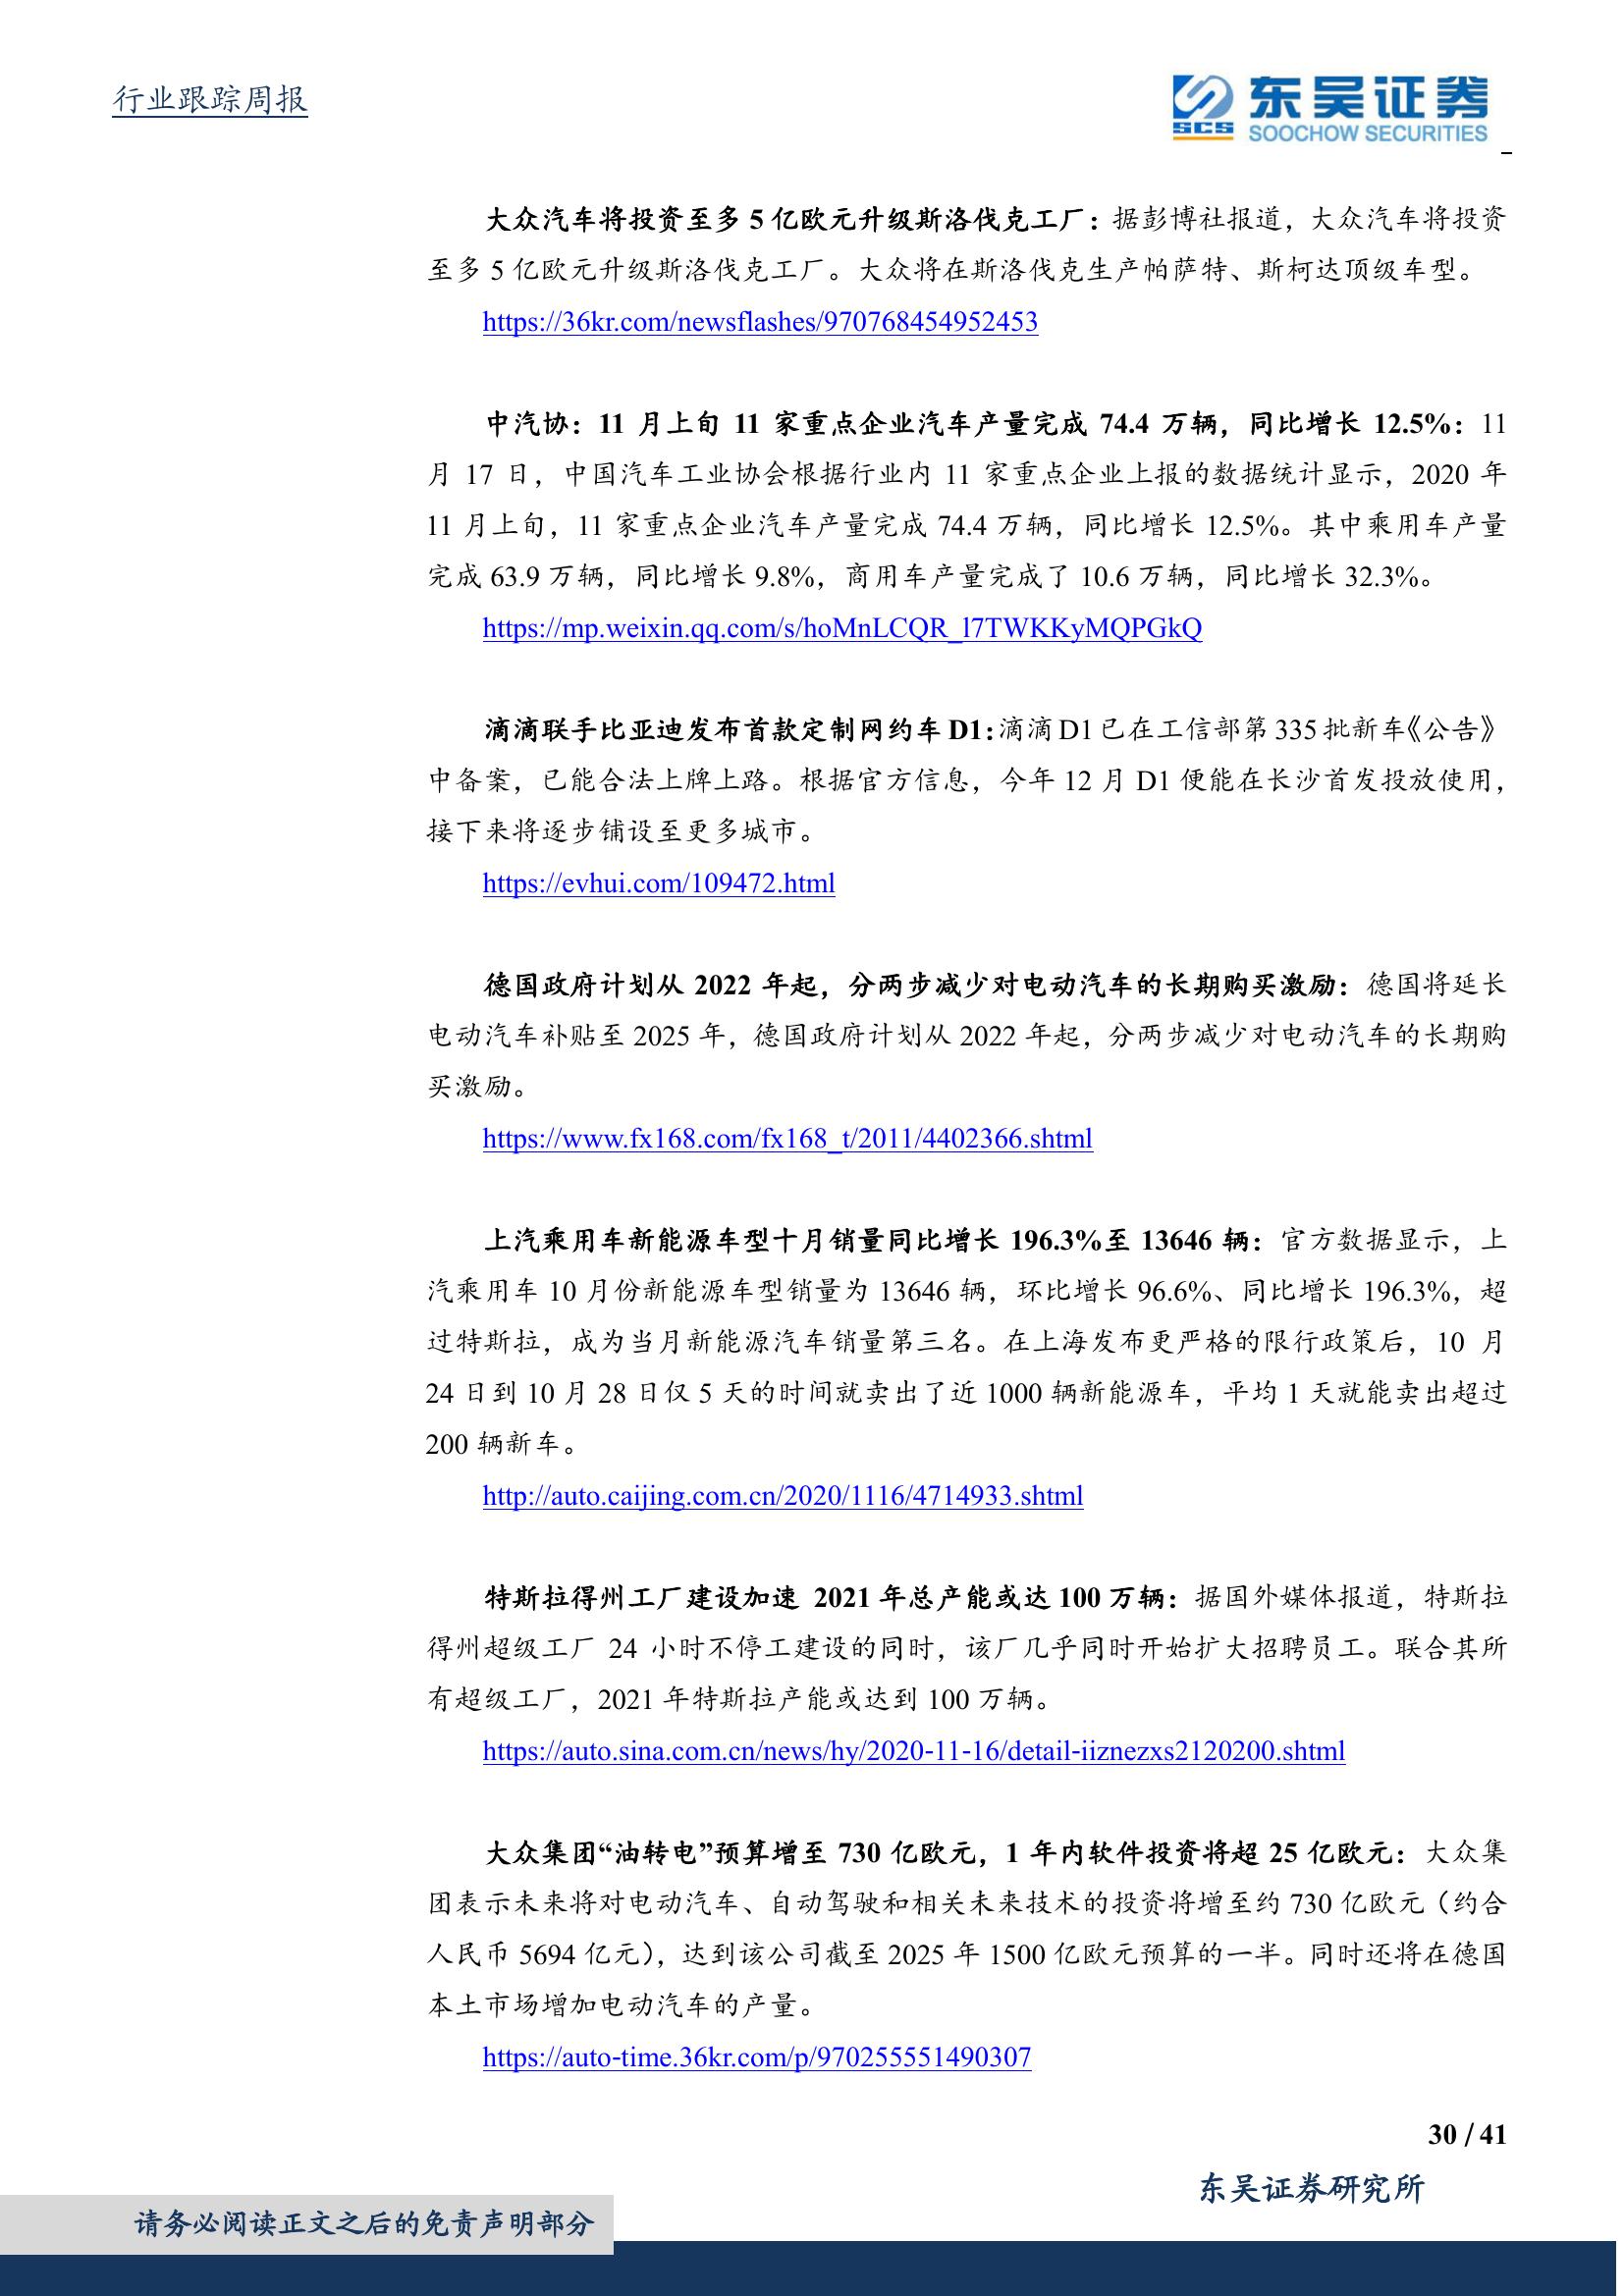 行业跟踪周报
SCS 东吴证券
SOOCHOW SECURITIES
大众汽车将投资至多 5 亿欧元升级斯洛伐克工厂：据彭博社报道，大众汽车将投资
至多 5 亿欧元升级斯洛伐克工厂。大众将在斯洛伐克生产帕萨特、斯柯达顶级车型。
https://36kr.com/newsflashes/970768454952453
中汽协：11 月上旬 11 家重点企业汽车产量完成 74.4 万辆，同比增长 12.5%：11
月 17 日，中国汽车工业协会根据行业内 11 家重点企业上报的数据统计显示，2020 年
11 月上旬，11 家重点企业汽车产量完成 74.4 万辆，同比增长 12.5%。其中乘用车产量
完成 63.9 万辆，同比增长 9.8%，商用车产量完成了 10.6 万辆，同比增长 32.3%。
https://mp.weixin.qq.com/s/hoMnLCQR_l7TWKKyMQPGkQ
滴滴联手比亚迪发布首款定制网约车 D1：滴滴 D1 已在工信部第 335 批新车《公告》
中备案，已能合法上牌上路。根据官方信息，今年 12 月 D1 便能在长沙首发投放使用，
接下来将逐步铺设至更多城市。
https://evhui.com/109472.html
德国政府计划从 2022 年起，分两步减少对电动汽车的长期购买激励：德国将延长
电动汽车补贴至 2025 年，德国政府计划从 2022 年起，分两步减少对电动汽车的长期购
买激励。
https://www.fx168.com/fx168_t/2011/4402366.shtml
上汽乘用车新能源车型十月销量同比增长 196.3%至 13646 辆：官方数据显示，上
汽乘用车 10 月份新能源车型销量为 13646 辆，环比增长 96.6%、同比增长 196.3%，超
过特斯拉，成为当月新能源汽车销量第三名。在上海发布更严格的限行政策后，10 月
24 日到 10 月 28 日仅 5 天的时间就卖出了近 1000 辆新能源车，平均 1 天就能卖出超过
200 辆新车。
http://auto.caijing.com.cn/2020/1116/4714933.shtml
特斯拉得州工厂建设加速 2021 年总产能或达 100 万辆：据国外媒体报道，特斯拉
得州超级工厂 24 小时不停工建设的同时，该厂几乎同时开始扩大招聘员工。联合其所
有超级工厂，2021 年特斯拉产能或达到 100 万辆。
https://auto.sina.com.cn/news/hy/2020-11-16/detail-iiznezxs2120200.shtml
大众集团“油转电”预算增至 730 亿欧元，1 年内软件投资将超 25 亿欧元：大众集
团表示未来将对电动汽车、自动驾驶和相关未来技术的投资将增至约 730 亿欧元（约合
人民币 5694 亿元），达到该公司截至 2025 年 1500 亿欧元预算的一半。同时还将在德国
本土市场增加电动汽车的产量。
https://auto-time.36kr.com/p/970255551490307
30 / 41
东吴证券研究所
请务必阅读正文之后的免责声明部分